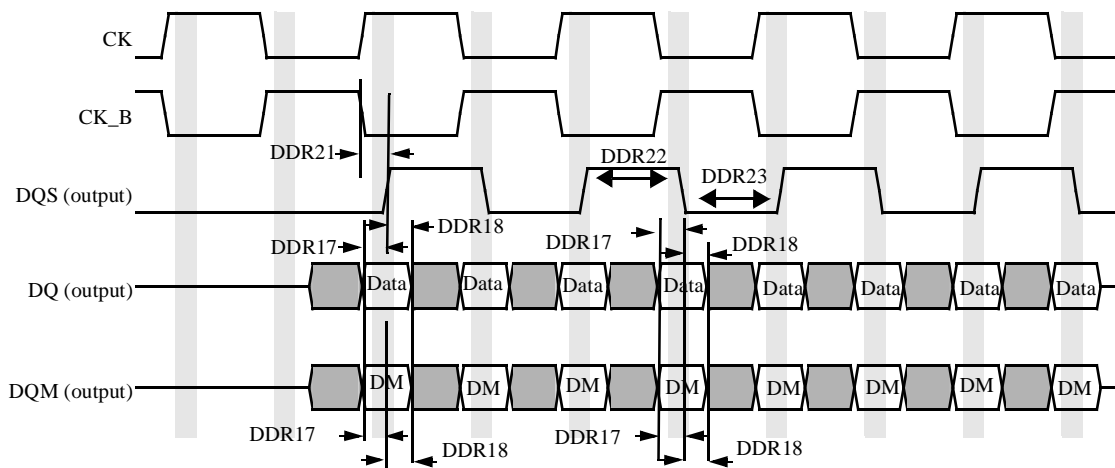 CK
CK_B
DDR21
DDR22
DDR23
DQS (output)
DDR17
DDR18
DDR17
DDR18
DQ (output)
Data
Data
Data
Data
Data
Data
Data
Data
DQM (output)
DM
DM
DM
DM
DM
DM
DM
DM
DDR17
DDR18
DDR17
DDR18